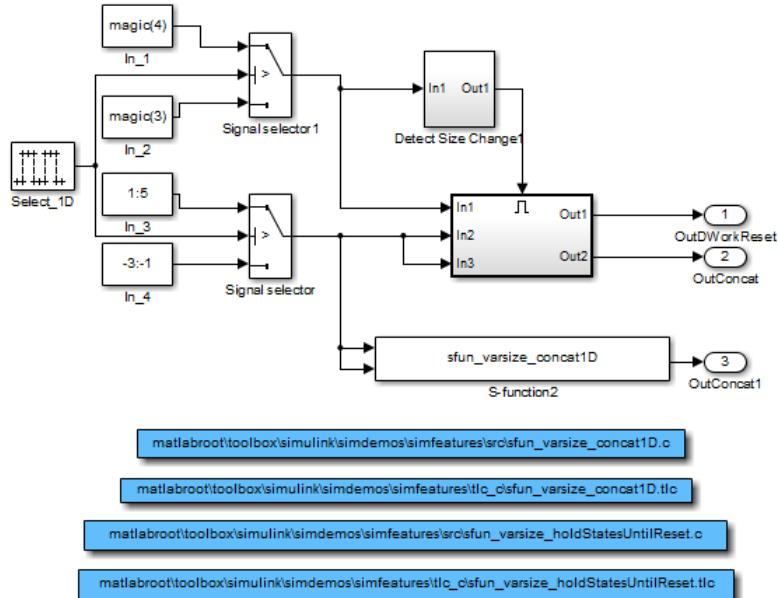 magic(4)
In_1
>
Signal selector1
magic(3)
In_2
In1
Out1
Detect Size Change1
Select_1D
1:5
In_3
>
-3:-1
In_4
Signal selector
In1
In2
In3
Out1
Out2
1
OutDWorkReset
2
OutConcat
sfun_varsize_concat1D
S-function2
3
OutConcat1
matlabroot\toolbox\simulink\simdemos\simfeatures\src\sfun_varsize_concat1D.c
matlabroot\toolbox\simulink\simdemos\simfeatures\tlc_c\sfun_varsize_concat1D.tlc
matlabroot\toolbox\simulink\simdemos\simfeatures\src\sfun_varsize_holdStatesUntilReset.c
matlabroot\toolbox\simulink\simdemos\simfeatures\tlc_c\sfun_varsize_holdStatesUntilReset.tlc